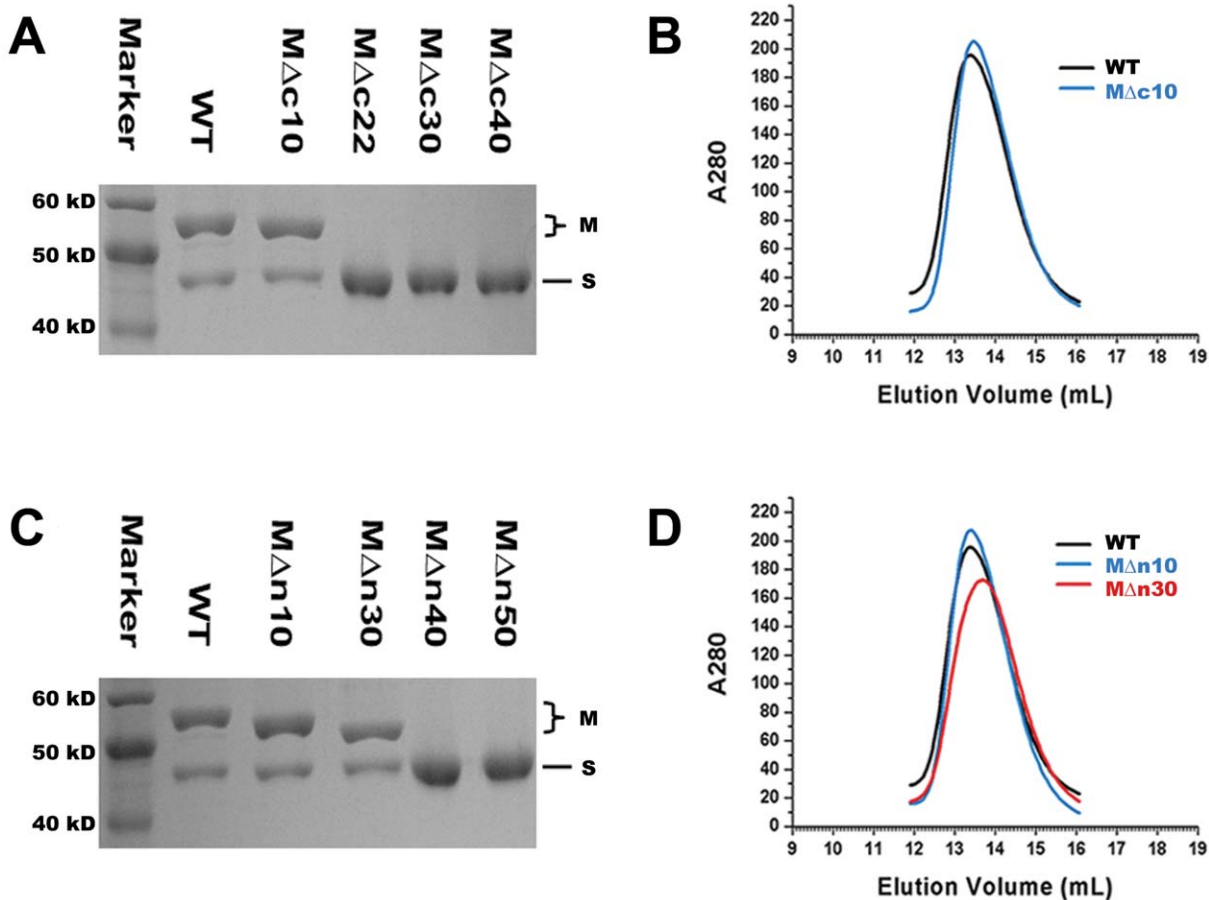 A
Marker
WT
MΔc10
MΔc22
MΔc30
MΔc40
60 kD
50 kD
40 kD
M
S
B
A280
220
200
180
160
140
120
100
80
60
40
20
0
9 10 11 12 13 14 15 16 17 18 19
Elution Volume (mL)
WT
MΔc10
C
Marker
WT
MΔn10
MΔn30
MΔn40
MΔn50
60 kD
50 kD
40 kD
M
S
D
A280
220
200
180
160
140
120
100
80
60
40
20
0
9 10 11 12 13 14 15 16 17 18 19
Elution Volume (mL)
WT
MΔn10
MΔn30